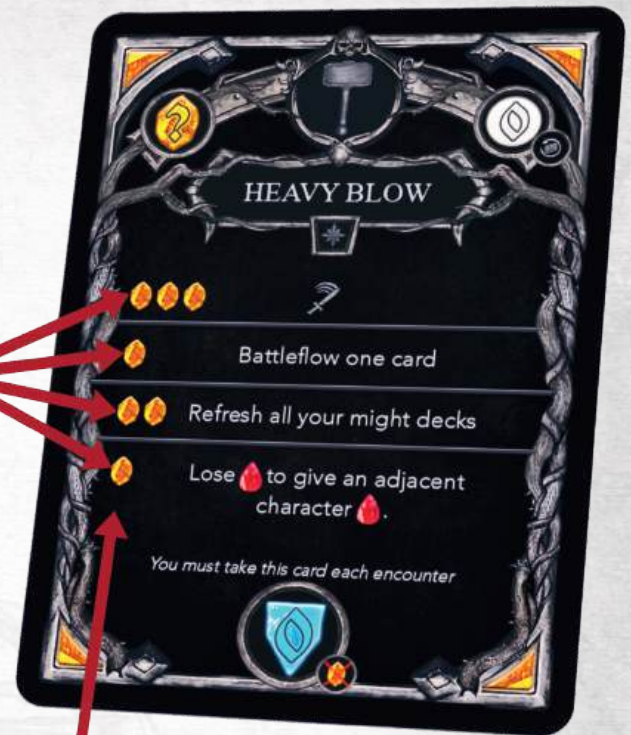 ?
HEAVY BLOW
Battleflow one card
Refresh all your might decks
Lose to give an adjacent
character .
You must take this card each encounter